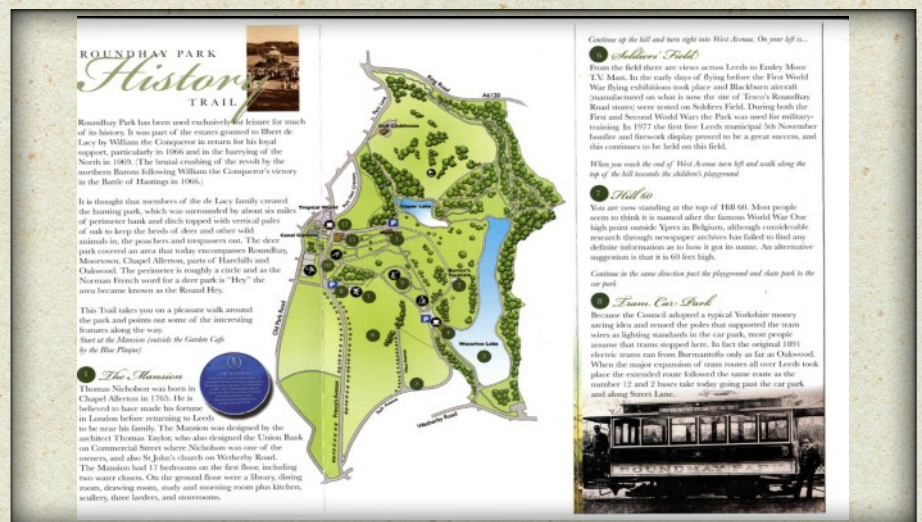 ROUNDHAY PARK
History
TRAIL
Roundhay Park has been used exclusively for leisure for much
of its history. It was part of the estates granted to Ilbert de
Lacy by William the Conqueror in return for his loyal
support, particularly in 1066 and in the harrying of the
North in 1069. (The brutal crushing of the revolt by the
northern Barons following William the Conqueror's victory
in the Battle of Hastings in 1066.)
It is thought that members of the de Lacy family created
the hunting park, which was surrounded by about six miles
of perimeter bank and ditch topped with vertical pales
of oak to keep the herds of deer and other wild
animals in, the poachers and trespassers out. The deer
park covered an area that today encompasses Roundhay,
Moortown, Chapel Allerton, parts of Harehills and
Oakwood. The perimeter is roughly a circle and as the
Norman French word for a deer park is "Hey" the
area became known as the Round Hey.
This Trail takes you on a pleasant walk around
the park and points out some of the interesting
features along the way.
Start at the Mansion (outside the Garden Cafe
by the Blue Plaque)
1 The Mansion
Thomas Nicholson was born in
Chapel Allerton in 1765. He is
believed to have made his fortune
in London before returning to Leeds
to be near his family. The Mansion was designed by the
architect Thomas Taylor, who also designed the Union Bank
on Commercial Street where Nicholson was one of the
owners, and also St John's church on Wetherby Road.
The Mansion had 17 bedrooms on the first floor, including
two water closets. On the ground floor were a library, dining
room, drawing room, study and morning room plus kitchen,
scullery, three larders, and storerooms.
A6120
Golf Clubhouse
Tropical World
Upper Lake
Canal Gardens
P
P
P
Old Park Road
Waterloo Lake
Park Avenue
Wetherby Road
Continue up the hill and turn right into West Avenue. On your left is...
6 Soldiers' Field
From the field there are views across Leeds to Emley Moor
T.V. Mast. In the early days of flying before the First World
War flying exhibitions took place and Blackburn aircraft
(manufactured on what is now the site of Tesco's Roundhay
Road stores) were tested on Soldiers Field. During both the
First and Second World Wars the Park was used for military-
training. In 1977 the first five Leeds municipal 5th November
bonfire and firework display proved to be a great success, and
this continues to be held on this field.
When you reach the end of West Avenue turn left and walk along the
top of the hill towards the children's playground
7 Hill 60
You are now standing at the top of Hill 60. Most people
seem to think it is named after the famous World War One
high point outside Ypres in Belgium, although considerable
research through newspaper archives has failed to find any
definite information as to how it got its name. An alternative
suggestion is that it is 60 feet high.
Continue in the same direction past the playground and skate park to the
car park
8 Tram Car Park
Because the Council adopted a typical Yorkshire money
saving idea and reused the poles that supported the tram
wires as lighting standards in the car park, most people
assume that trams stopped here. In fact the original 1891
electric trams ran from Burmantofts only as far as Oakwood.
When the major expansion of tram routes all over Leeds took
place the extended route followed the same route as the
number 12 and 2 buses take today going past the car park
and along Street Lane.
ROUNDHAY PARK